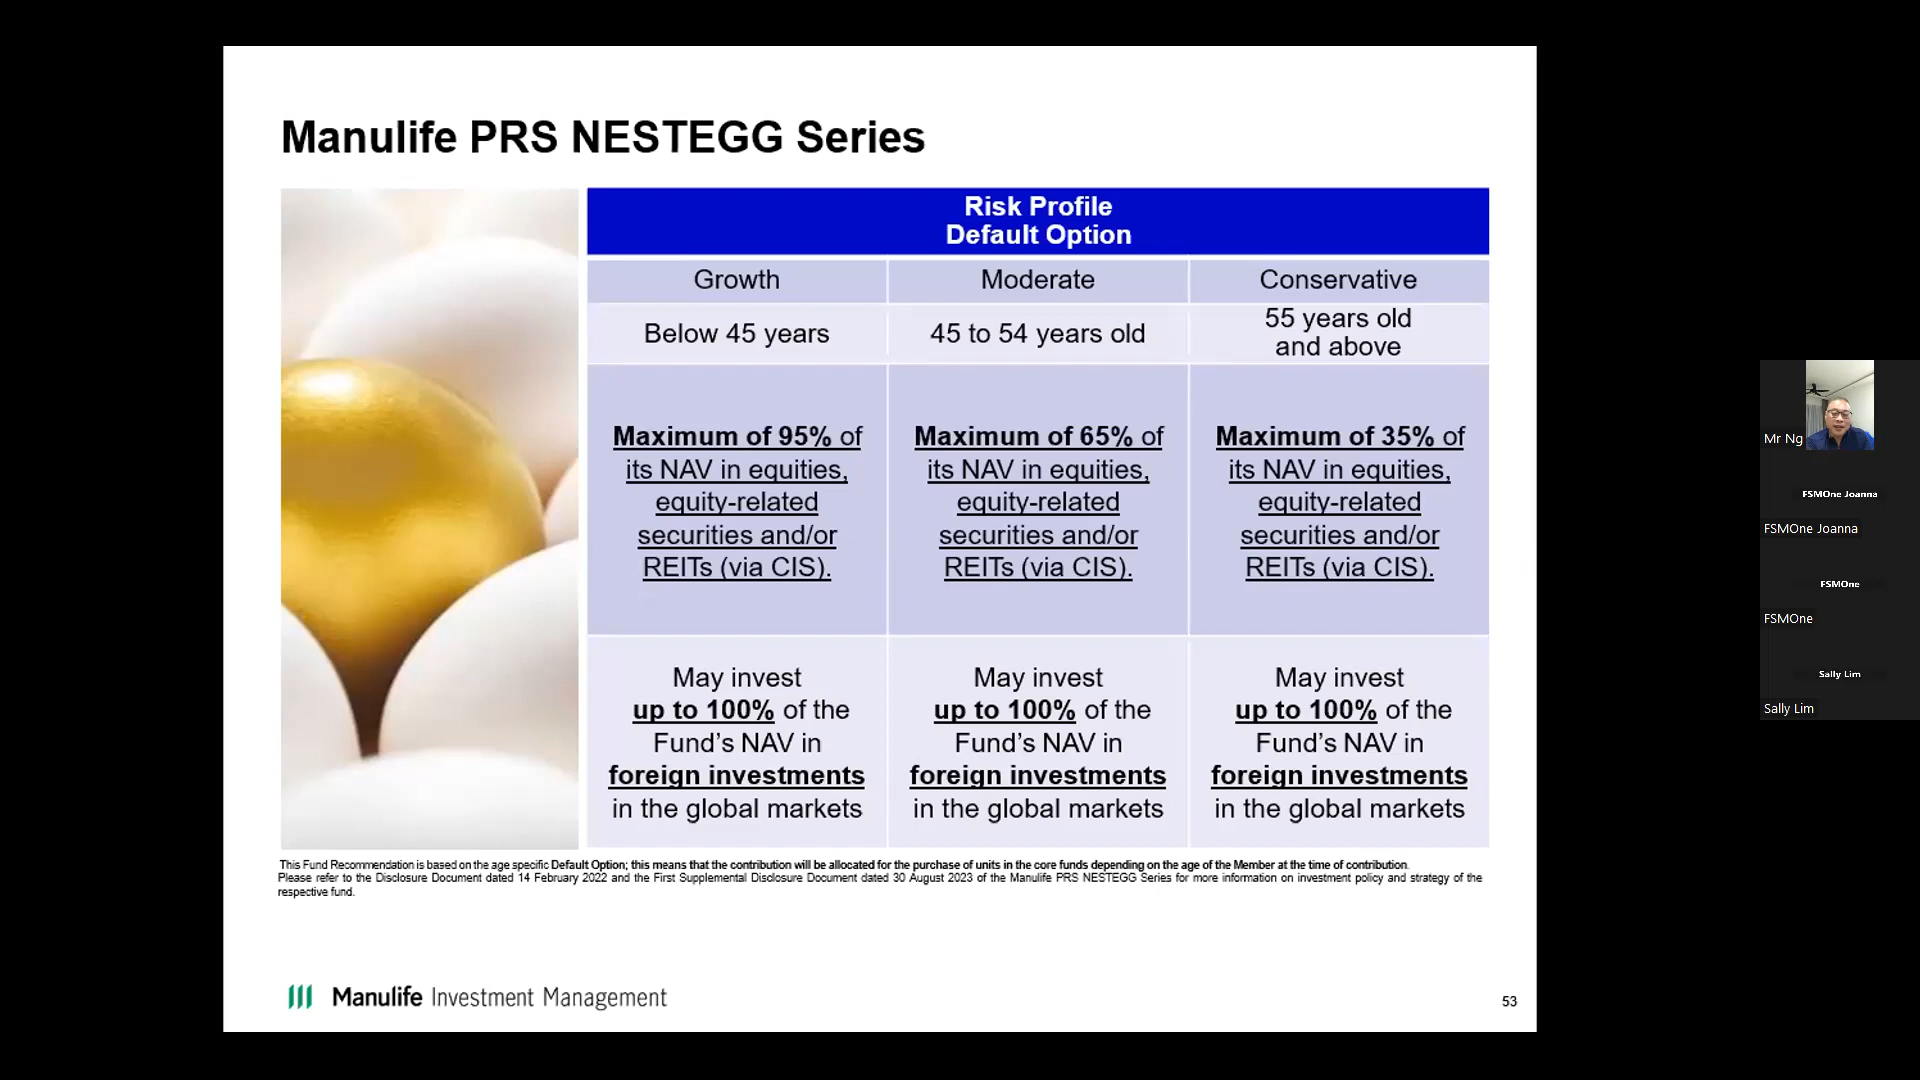 Manulife PRS NESTEGG Series
Risk Profile
Default Option
Growth
Moderate
Conservative
Below 45 years
45 to 54 years old
55 years old
and above
Maximum of 95% of
its NAV in equities,
equity-related
securities and/or
REITs (via CIS).
Maximum of 65% of
its NAV in equities,
equity-related
securities and/or
REITs (via CIS).
Maximum of 35% of
its NAV in equities,
equity-related
securities and/or
REITs (via CIS).
May invest
up to 100% of the
Fund’s NAV in
foreign investments
in the global markets
May invest
up to 100% of the
Fund’s NAV in
foreign investments
in the global markets
May invest
up to 100% of the
Fund’s NAV in
foreign investments
in the global markets
This Fund Recommendation is based on the age specific Default Option; this means that the contribution will be allocated for the purchase of units in the core funds depending on the age of the Member at the time of contribution.
Please refer to the Disclosure Document dated 14 February 2022 and the First Supplemental Disclosure Document dated 30 August 2023 of the Manulife PRS NESTEGG Series for more information on investment policy and strategy of the
respective fund.
Manulife Investment Management
53
Mr Ng
FSMOne Joanna
FSMOne Joanna
FSMOne
FSMOne
Sally Lim
Sally Lim